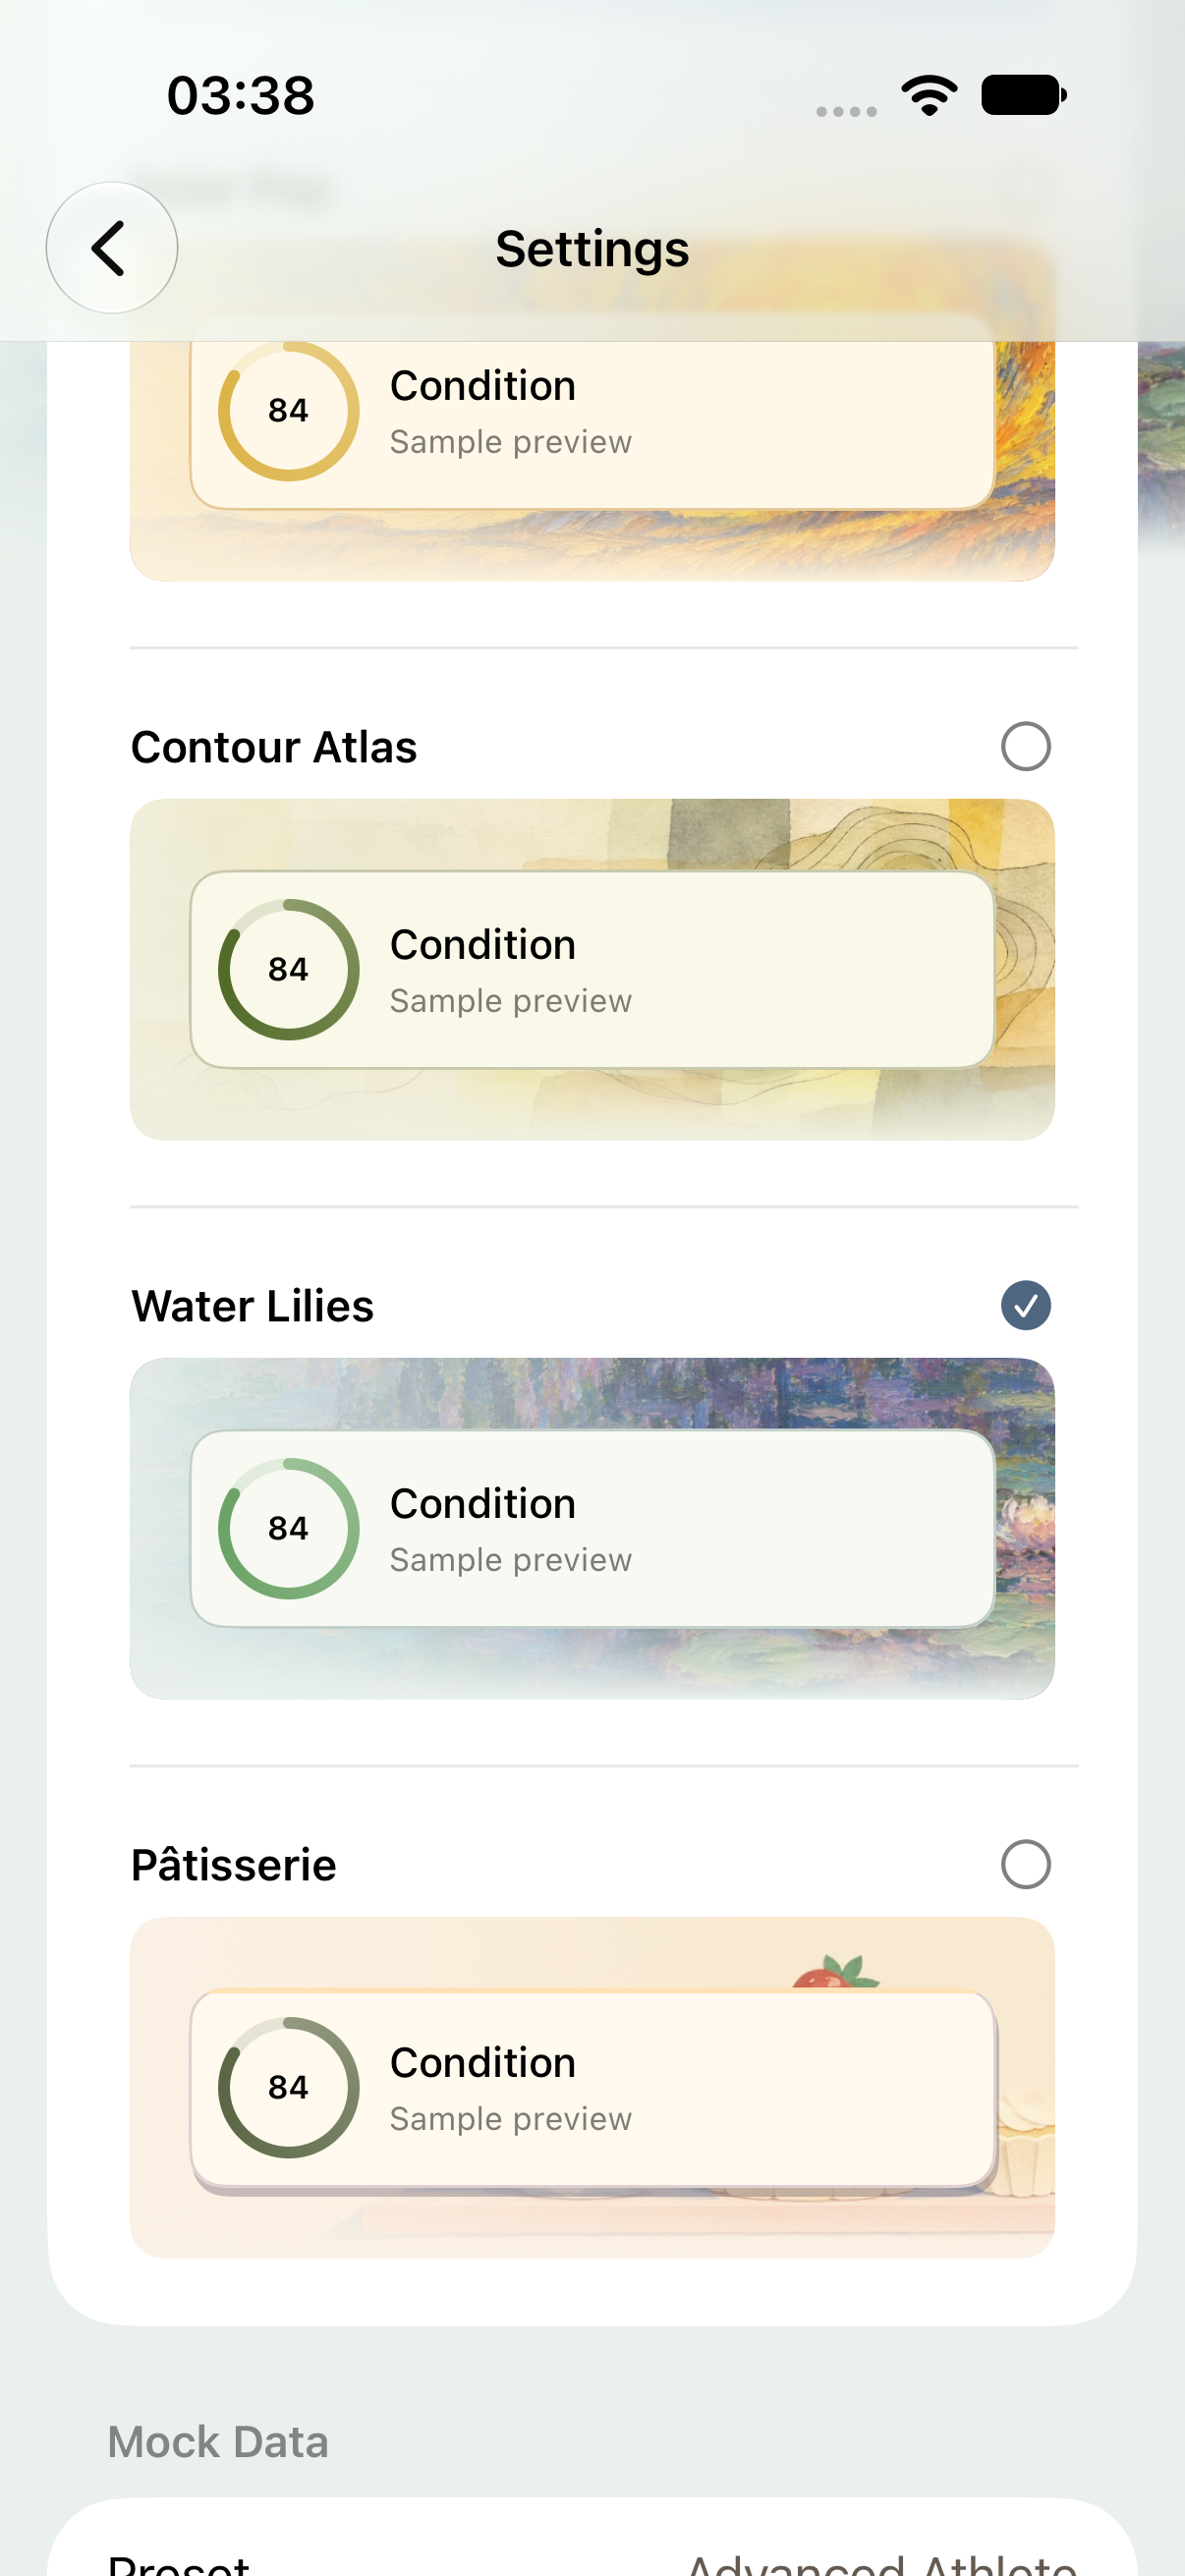 03:38
Settings
84
Condition
Sample preview
Contour Atlas
84
Condition
Sample preview
Water Lilies
84
Condition
Sample preview
Pâtisserie
84
Condition
Sample preview
Mock Data
Preset
Advanced Athlete